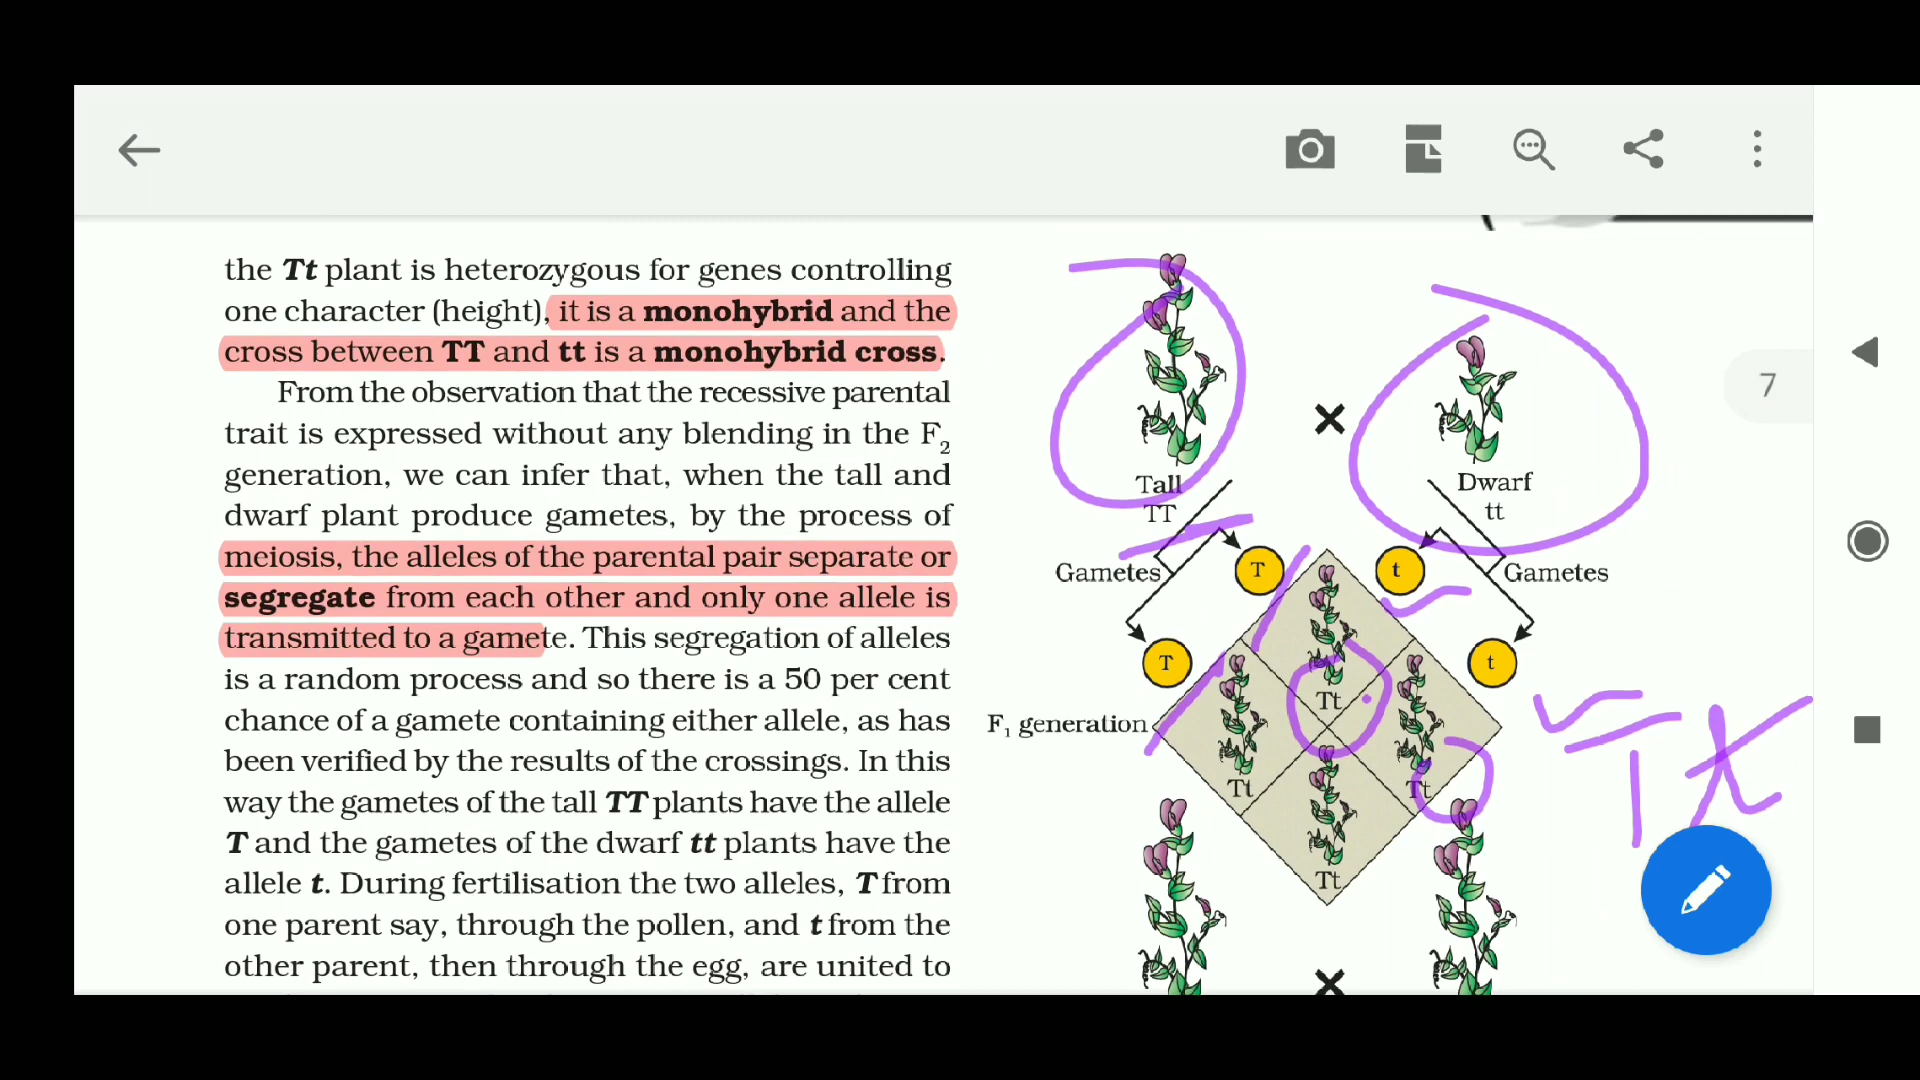 the Tt plant is heterozygous for genes controlling
one character (height), it is a monohybrid and the
cross between TT and tt is a monohybrid cross.
From the observation that the recessive parental
trait is expressed without any blending in the F2
generation, we can infer that, when the tall and
dwarf plant produce gametes, by the process of
meiosis, the alleles of the parental pair separate or
segregate from each other and only one allele is
transmitted to a gamete. This segregation of alleles
is a random process and so there is a 50 per cent
chance of a gamete containing either allele, as has
been verified by the results of the crossings. In this
way the gametes of the tall TT plants have the allele
T and the gametes of the dwarf tt plants have the
allele t. During fertilisation the two alleles, T from
one parent say, through the pollen, and t from the
other parent, then through the egg, are united to
Tall
TT
×
Dwarf
tt
Gametes
T
t
Gametes
T
t
Tt
F1 generation
Tt
Tt
Tt
×
Tt
7